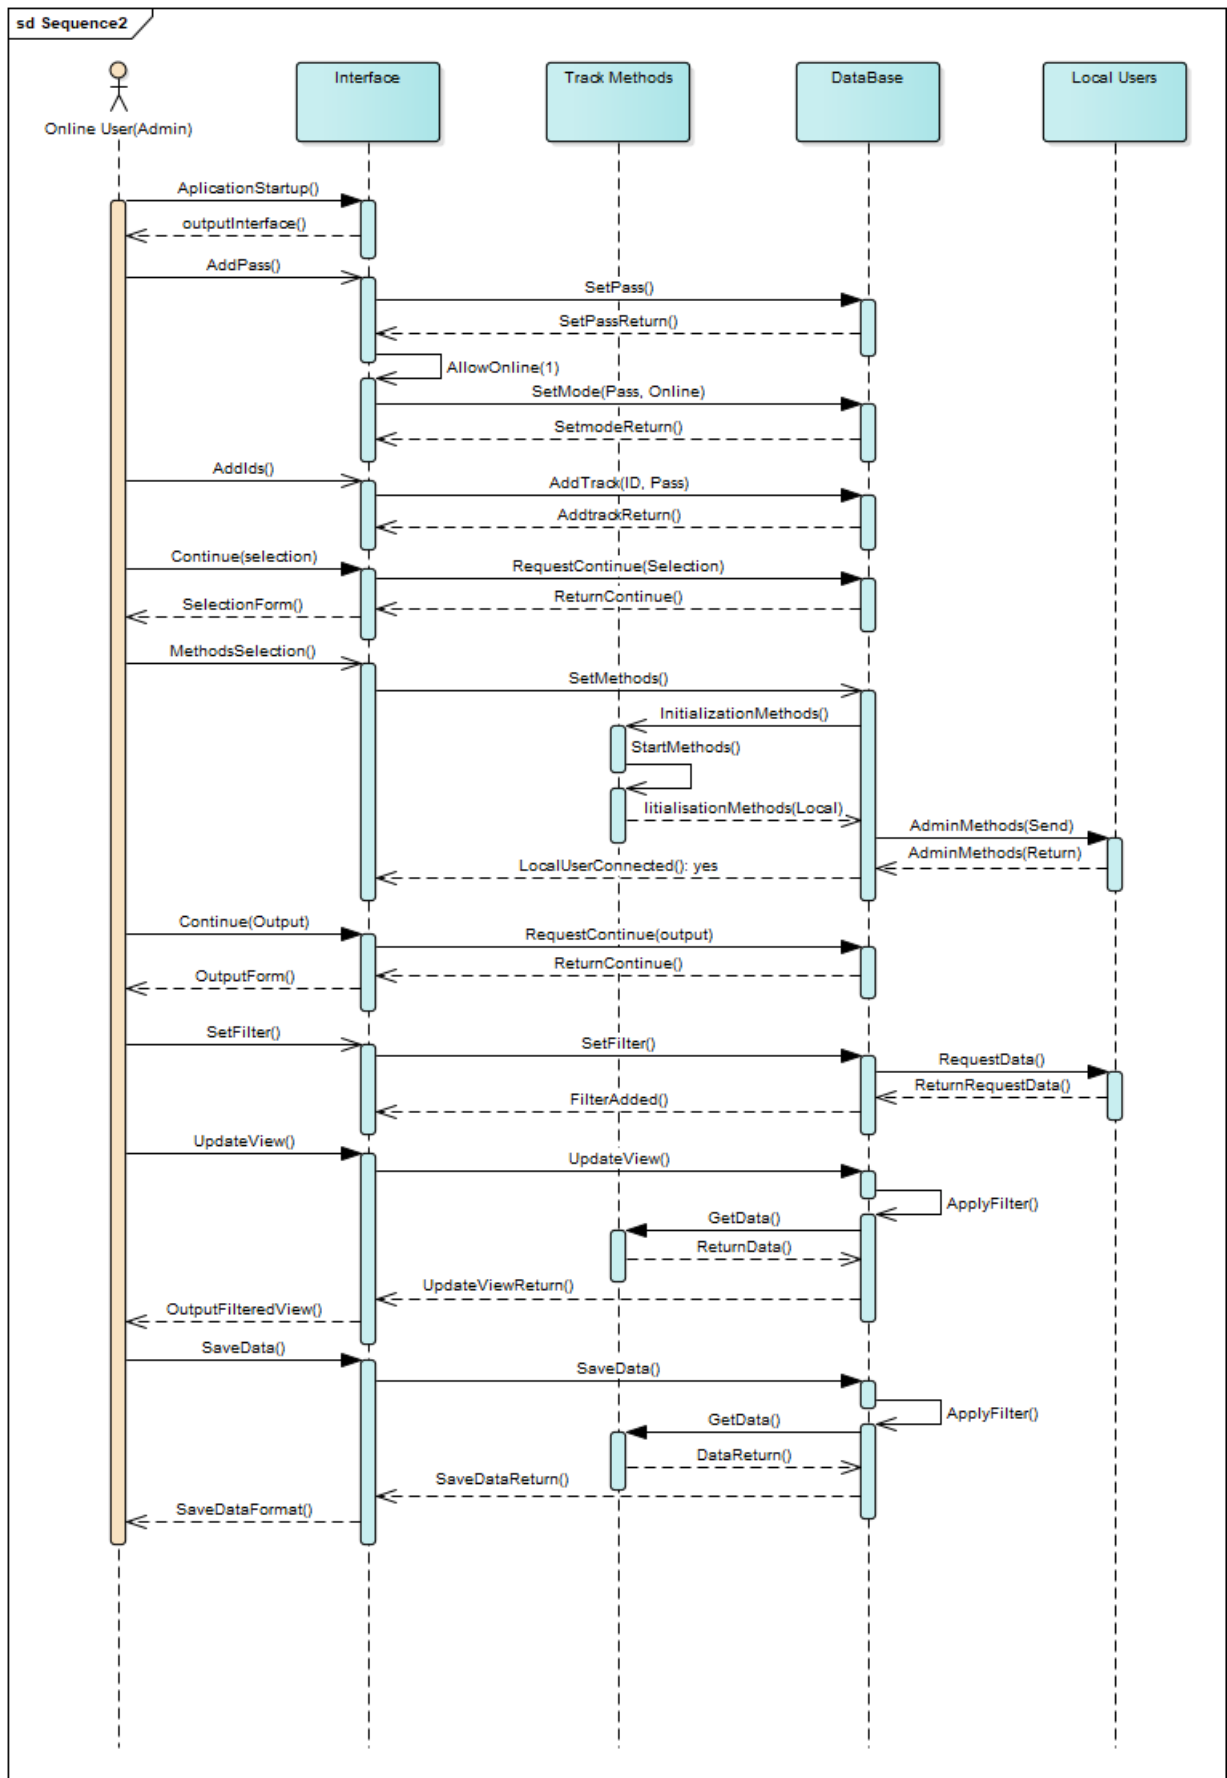 sd Sequence2
Interface
Track Methods
DataBase
Local Users
Online User(Admin)
AplicationStartup()
outputInterface()
AddPass()
SetPass()
SetPassReturn()
AllowOnline(1)
SetMode(Pass, Online)
SetmodeReturn()
AddIds()
AddTrack(ID, Pass)
AddtrackReturn()
Continue(selection)
RequestContinue(Selection)
ReturnContinue()
SelectionForm()
MethodsSelection()
SetMethods()
InitializationMethods()
StartMethods()
IitialisationMethods(Local)
AdminMethods(Send)
AdminMethods(Return)
LocalUserConnected(): yes
Continue(Output)
RequestContinue(output)
ReturnContinue()
OutputForm()
SetFilter()
SetFilter()
RequestData()
ReturnRequestData()
FilterAdded()
UpdateView()
UpdateView()
ApplyFilter()
GetData()
ReturnData()
UpdateViewReturn()
OutputFilteredView()
SaveData()
SaveData()
ApplyFilter()
GetData()
DataReturn()
SaveDataReturn()
SaveDataFormat()